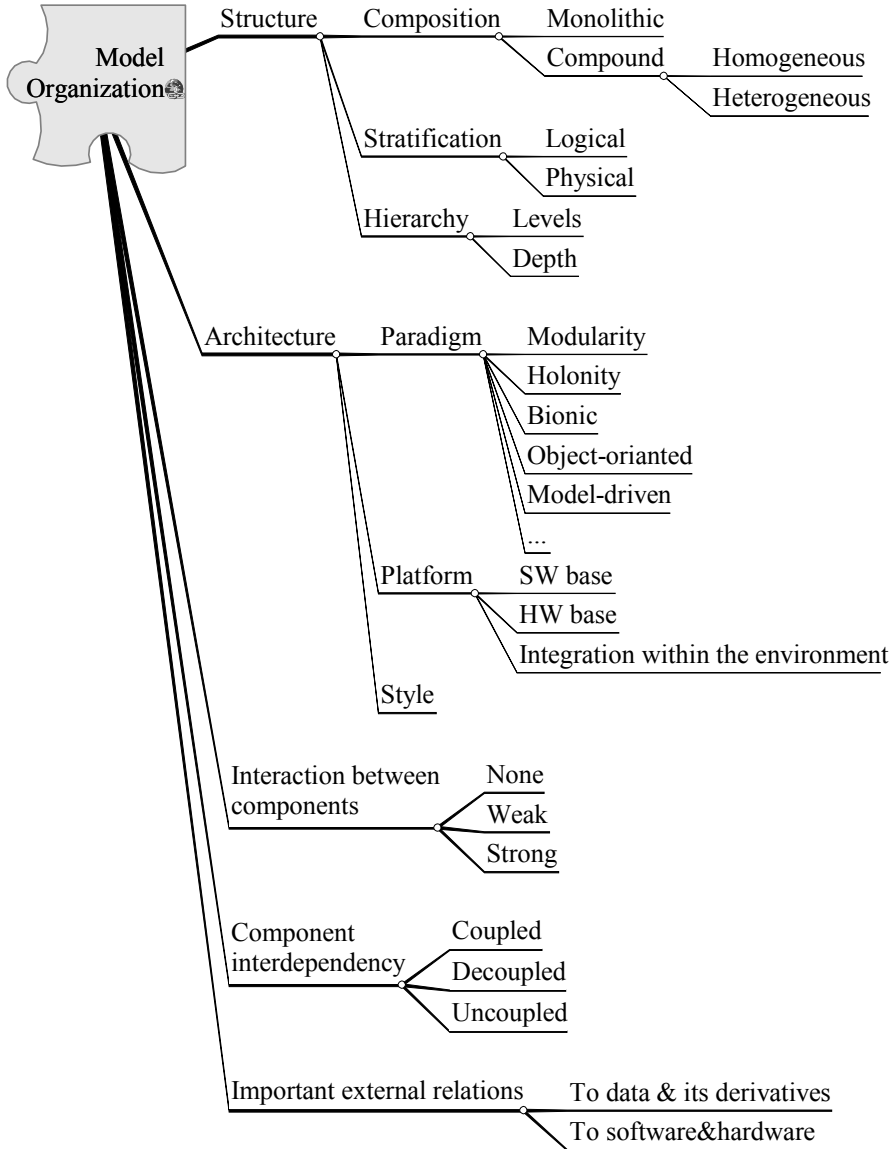 Model
Organization
Structure
Composition
Monolithic
Compound
Homogeneous
Heterogeneous
Stratification
Logical
Physical
Hierarchy
Levels
Depth
Architecture
Paradigm
Modularity
Holonity
Bionic
Object-orianted
Model-driven
...
Platform
SW base
HW base
Integration within the environment
Style
Interaction between
components
None
Weak
Strong
Component
interdependency
Coupled
Decoupled
Uncoupled
Important external relations
To data & its derivatives
To software&hardware